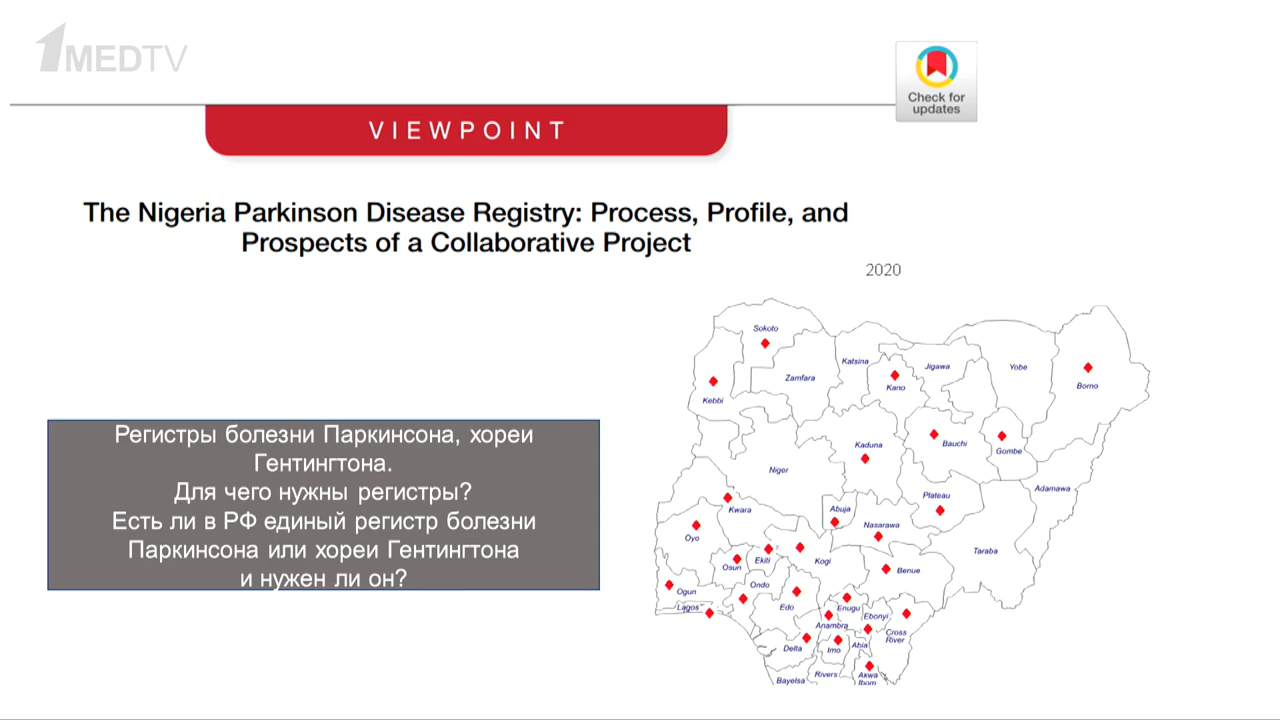 1MEDTV
Check for
updates
VIEWPOINT
The Nigeria Parkinson Disease Registry: Process, Profile, and
Prospects of a Collaborative Project
2020
Регистры болезни Паркинсона, хореи
Гентингтона.
Для чего нужны регистры?
Есть ли в РФ единый регистр болезни
Паркинсона или хореи Гентингтона
и нужен ли он?
Sokoto
Kebbi
Zamfara
Katsina
Kano
Jigawa
Yobe
Borno
Kaduna
Bauchi
Gombe
Niger
Adamawa
Plateau
Kwara
Abuja
Nasarawa
Oyo
Osun
Ekiti
Kogi
Taraba
Benue
Ogun
Ondo
Lagos
Edo
Enugu
Ebonyi
Anambra
Cross
River
Delta
Imo
Abia
Bayelsa
Rivers
Akwa
Ibom